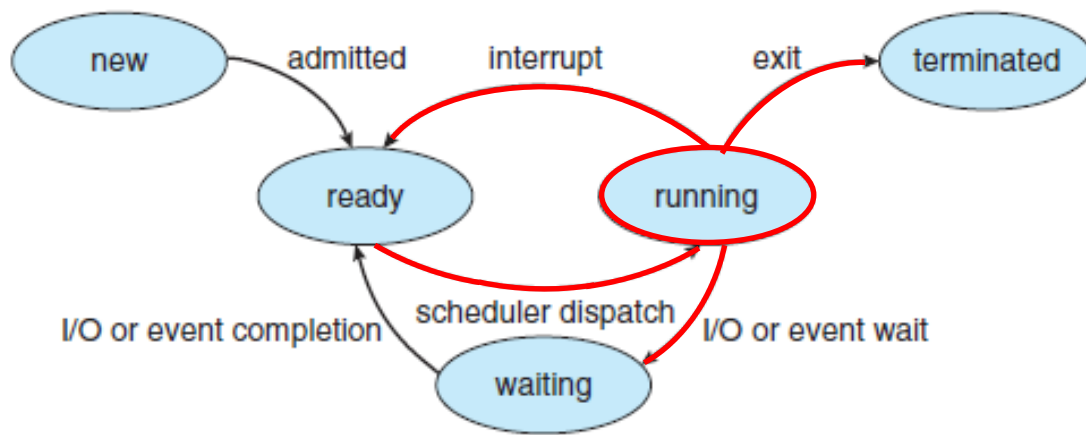 new
admitted
interrupt
exit
terminated
ready
running
scheduler dispatch
I/O or event completion
I/O or event wait
waiting